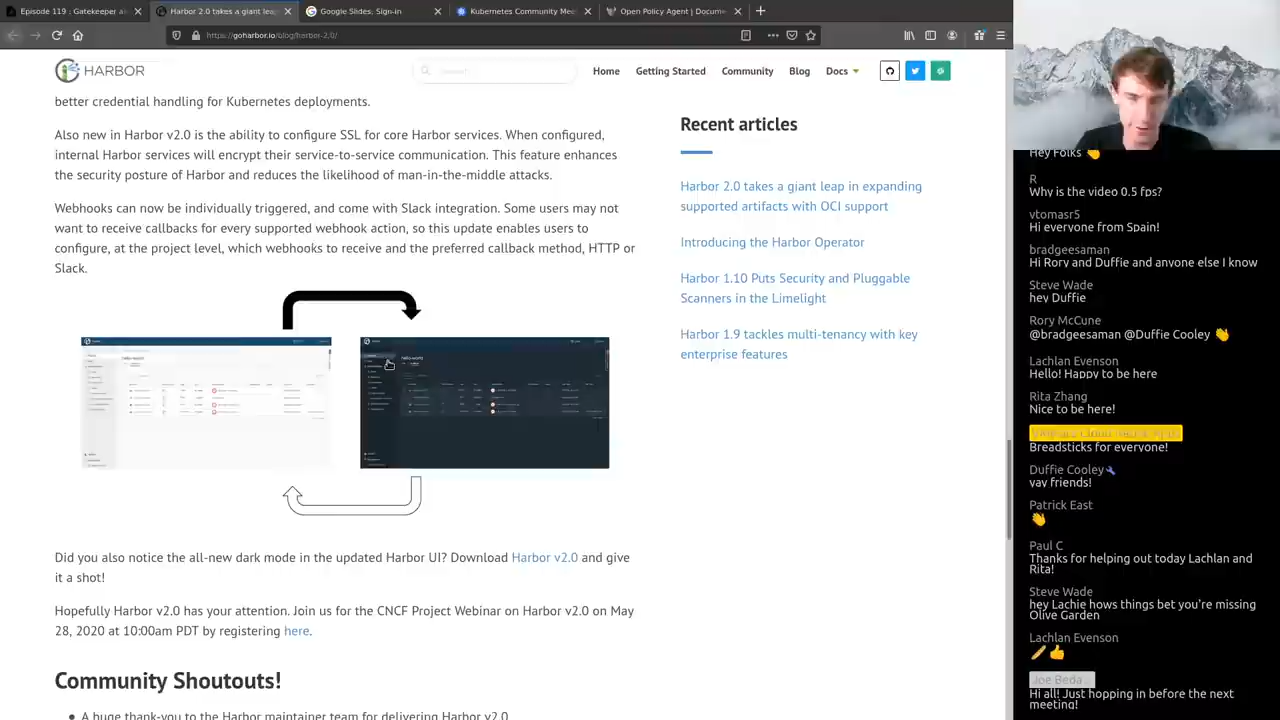 Episode 119 : Gatekeeper a
Harbor 2.0 takes a giant leap
Google Slides: Sign-in
Kubernetes Community Mee
Open Policy Agent | Docume
https://goharbor.io/blog/harbor-2.0/
HARBOR
Home
Getting Started
Community
Blog
Docs
better credential handling for Kubernetes deployments.
Also new in Harbor v2.0 is the ability to configure SSL for core Harbor services. When configured,
internal Harbor services will encrypt their service-to-service communication. This feature enhances
the security posture of Harbor and reduces the likelihood of man-in-the-middle attacks.
Webhooks can now be individually triggered, and come with Slack integration. Some users may not
want to receive callbacks for every supported webhook action, so this update enables users to
configure, at the project level, which webhooks to receive and the preferred callback method, HTTP or
Slack.
Did you also notice the all-new dark mode in the updated Harbor UI? Download Harbor v2.0 and give
it a shot!
Hopefully Harbor v2.0 has your attention. Join us for the CNCF Project Webinar on Harbor v2.0 on May
28, 2020 at 10:00am PDT by registering here.
Community Shoutouts!
• A huge thank-you to the Harbor maintainer team for delivering Harbor v2.0
Recent articles
Harbor 2.0 takes a giant leap in expanding
supported artifacts with OCI support
Introducing the Harbor Operator
Harbor 1.10 Puts Security and Pluggable
Scanners in the Limelight
Harbor 1.9 tackles multi-tenancy with key
enterprise features
Hey Folks 👋
R
Why is the video 0.5 fps?
vtomasr5
Hi everyone from Spain!
bradgeesaman
Hi Rory and Duffie and anyone else I know
Steve Wade
hey Duffie
Rory McCune
@bradgeesaman @Duffie Cooley 👋
Lachlan Evenson
Hello! Happy to be here
Rita Zhang
Nice to be here!
Breadsticks for everyone!
Duffie Cooley
yay friends!
Patrick East
👋
Paul C
Thanks for helping out today Lachlan and
Rita!
Steve Wade
hey Lachie hows things bet you're missing
Olive Garden
Lachlan Evenson
🥖👍
Joe Beda
Hi all! Just hopping in before the next
meeting!